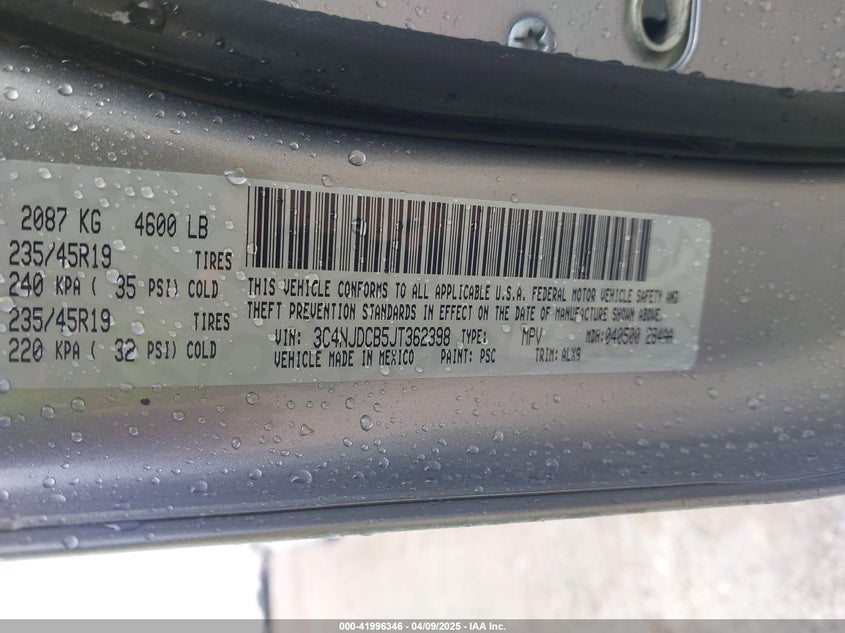 2087 KG 4600 LB
235/45R19 TIRES
240 KPA ( 35 PSI) COLD
235/45R19 TIRES
220 KPA ( 32 PSI) COLD
THIS VEHICLE CONFORMS TO ALL APPLICABLE U.S.A. FEDERAL MOTOR VEHICLE SAFETY AND
THEFT PREVENTION STANDARDS IN EFFECT ON THE DATE OF MANUFACTURE SHOWN ABOVE.
VIN: 3C4NJDCB5JT362398 TYPE: MPV MDH:040500 284AA
VEHICLE MADE IN MEXICO PAINT: PSC TRIM: ALX9
000-41996346 - 04/09/2025 - IAA Inc.